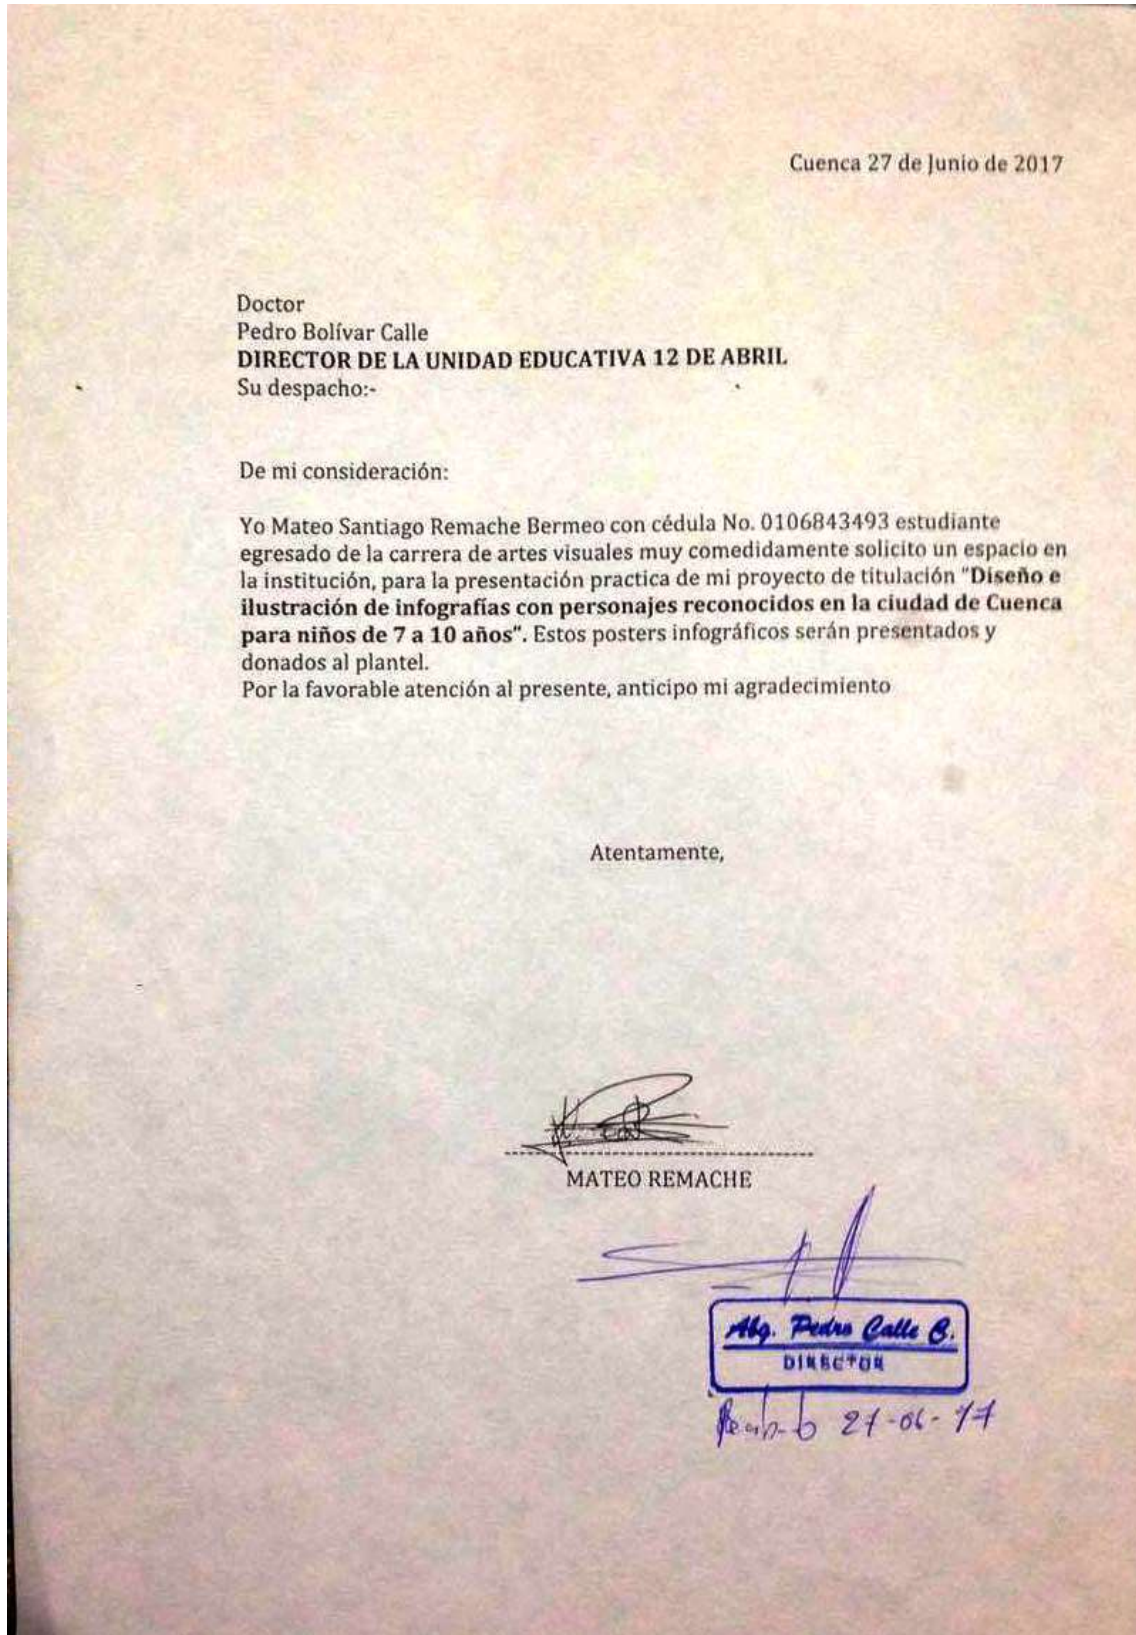 Cuenca 27 de Junio de 2017
Doctor
Pedro Bolívar Calle
DIRECTOR DE LA UNIDAD EDUCATIVA 12 DE ABRIL
Su despacho:-
De mi consideración:
Yo Mateo Santiago Remache Bermeo con cédula No. 0106843493 estudiante
egresado de la carrera de artes visuales muy comedidamente solicito un espacio en
la institución, para la presentación practica de mi proyecto de titulación "Diseño e
ilustración de infografías con personajes reconocidos en la ciudad de Cuenca
para niños de 7 a 10 años". Estos posters infográficos serán presentados y
donados al plantel.
Por la favorable atención al presente, anticipo mi agradecimiento
Atentamente,
MATEO REMACHE
Abg. Pedro Calle B.
DIRECTOR
27-06-17